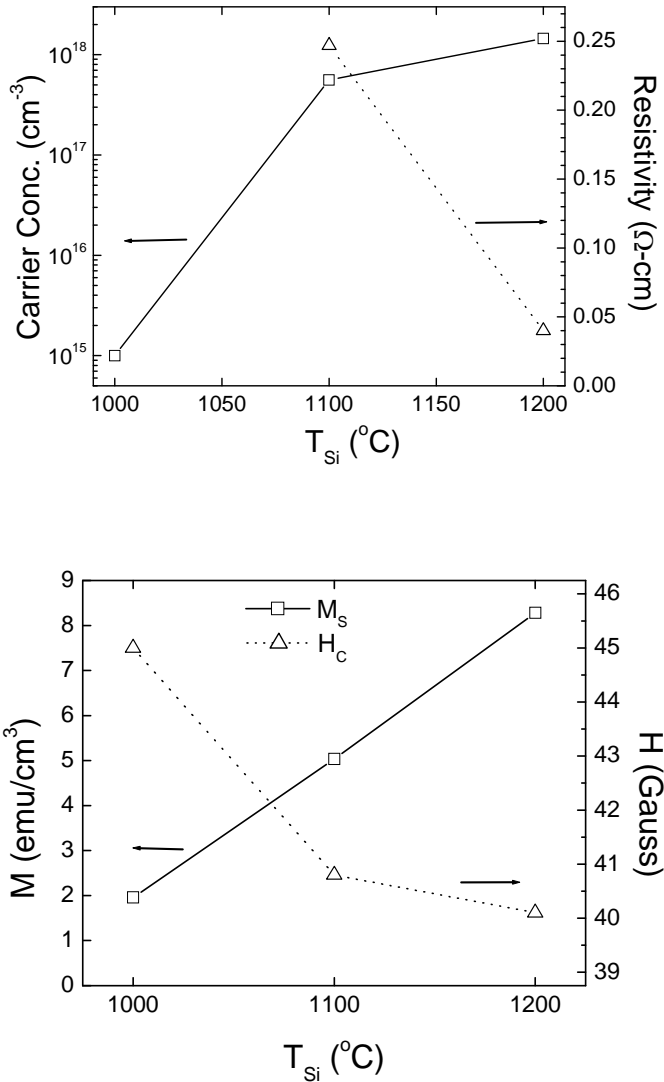 10^18
10^17
10^16
10^15
Carrier Conc. (cm^-3)
0.25
0.20
0.15
0.10
0.05
0.00
Resistivity (Ω-cm)
1000 1050 1100 1150 1200
T_Si (°C)
9
8
7
6
5
4
3
2
1
0
M (emu/cm^3)
M_S
H_C
46
45
44
43
42
41
40
39
H (Gauss)
1000 1100 1200
T_Si (°C)